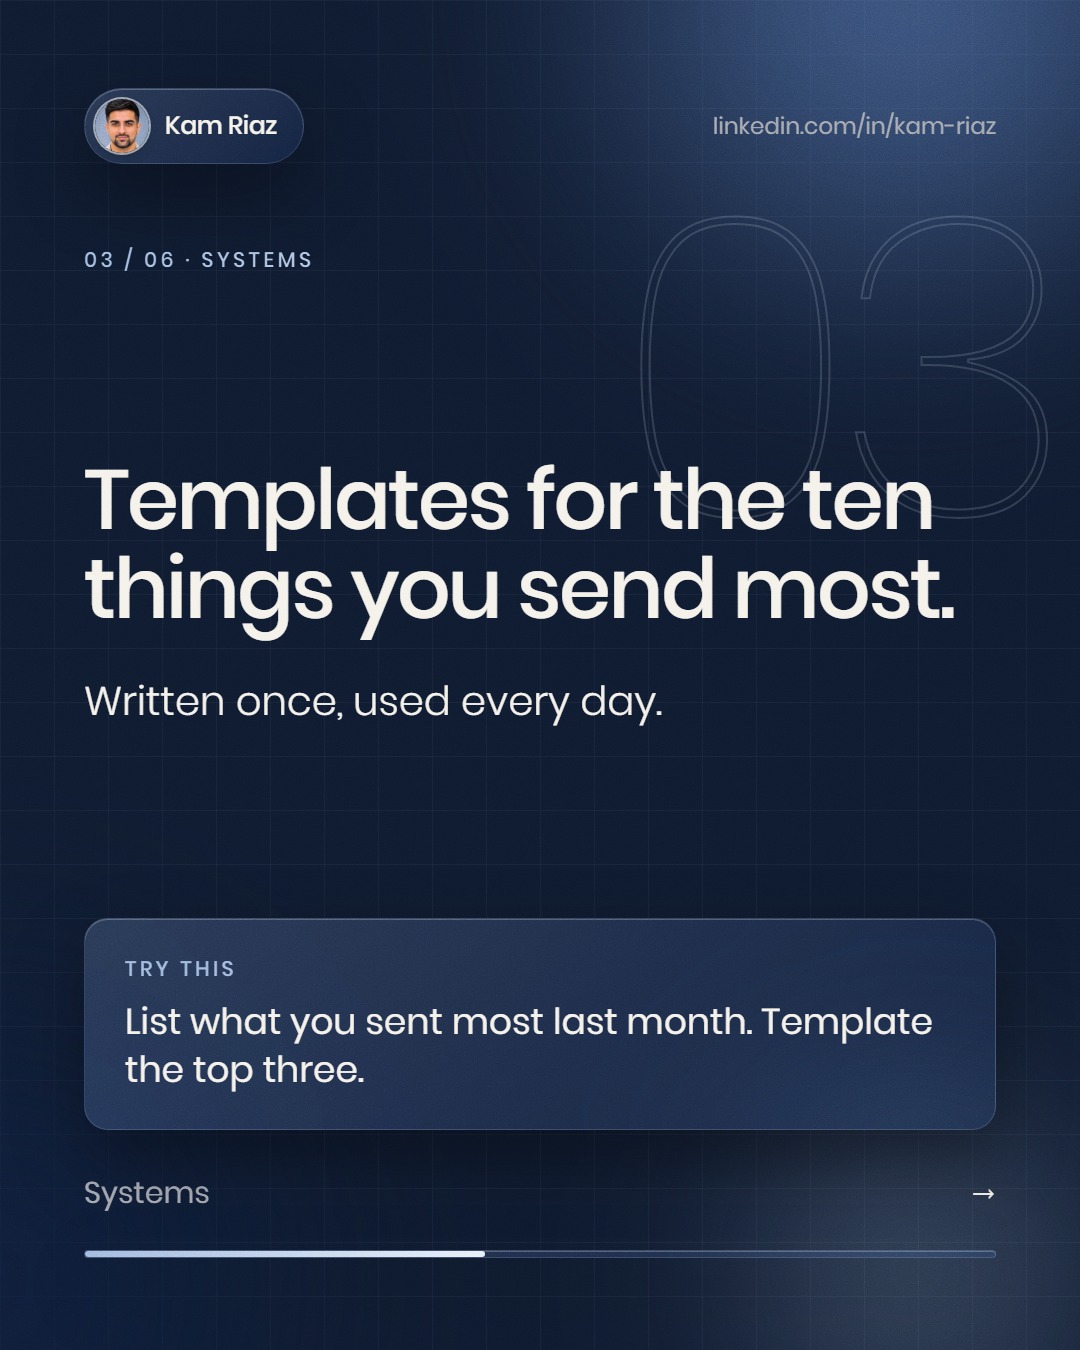 Kam Riaz
linkedin.com/in/kam-riaz
03 / 06 · SYSTEMS
03
Templates for the ten
things you send most.
Written once, used every day.
TRY THIS
List what you sent most last month. Template
the top three.
Systems
→